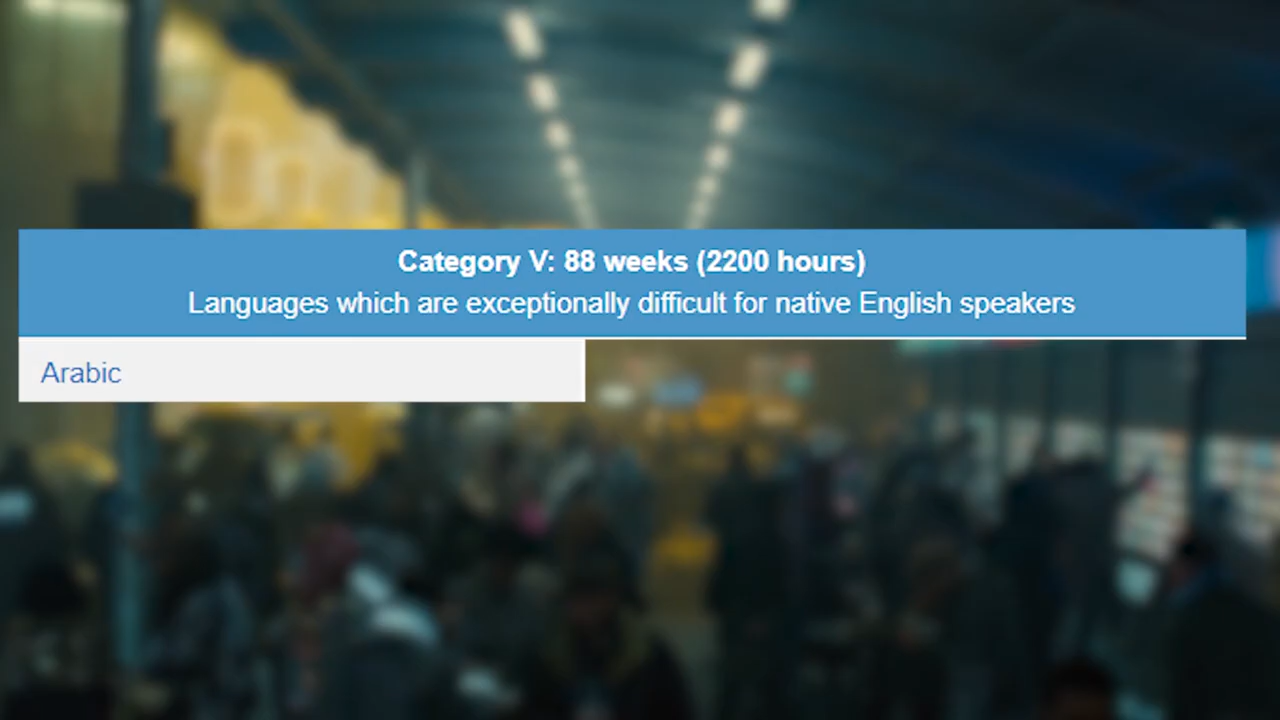 Category V: 88 weeks (2200 hours)
Languages which are exceptionally difficult for native English speakers
Arabic